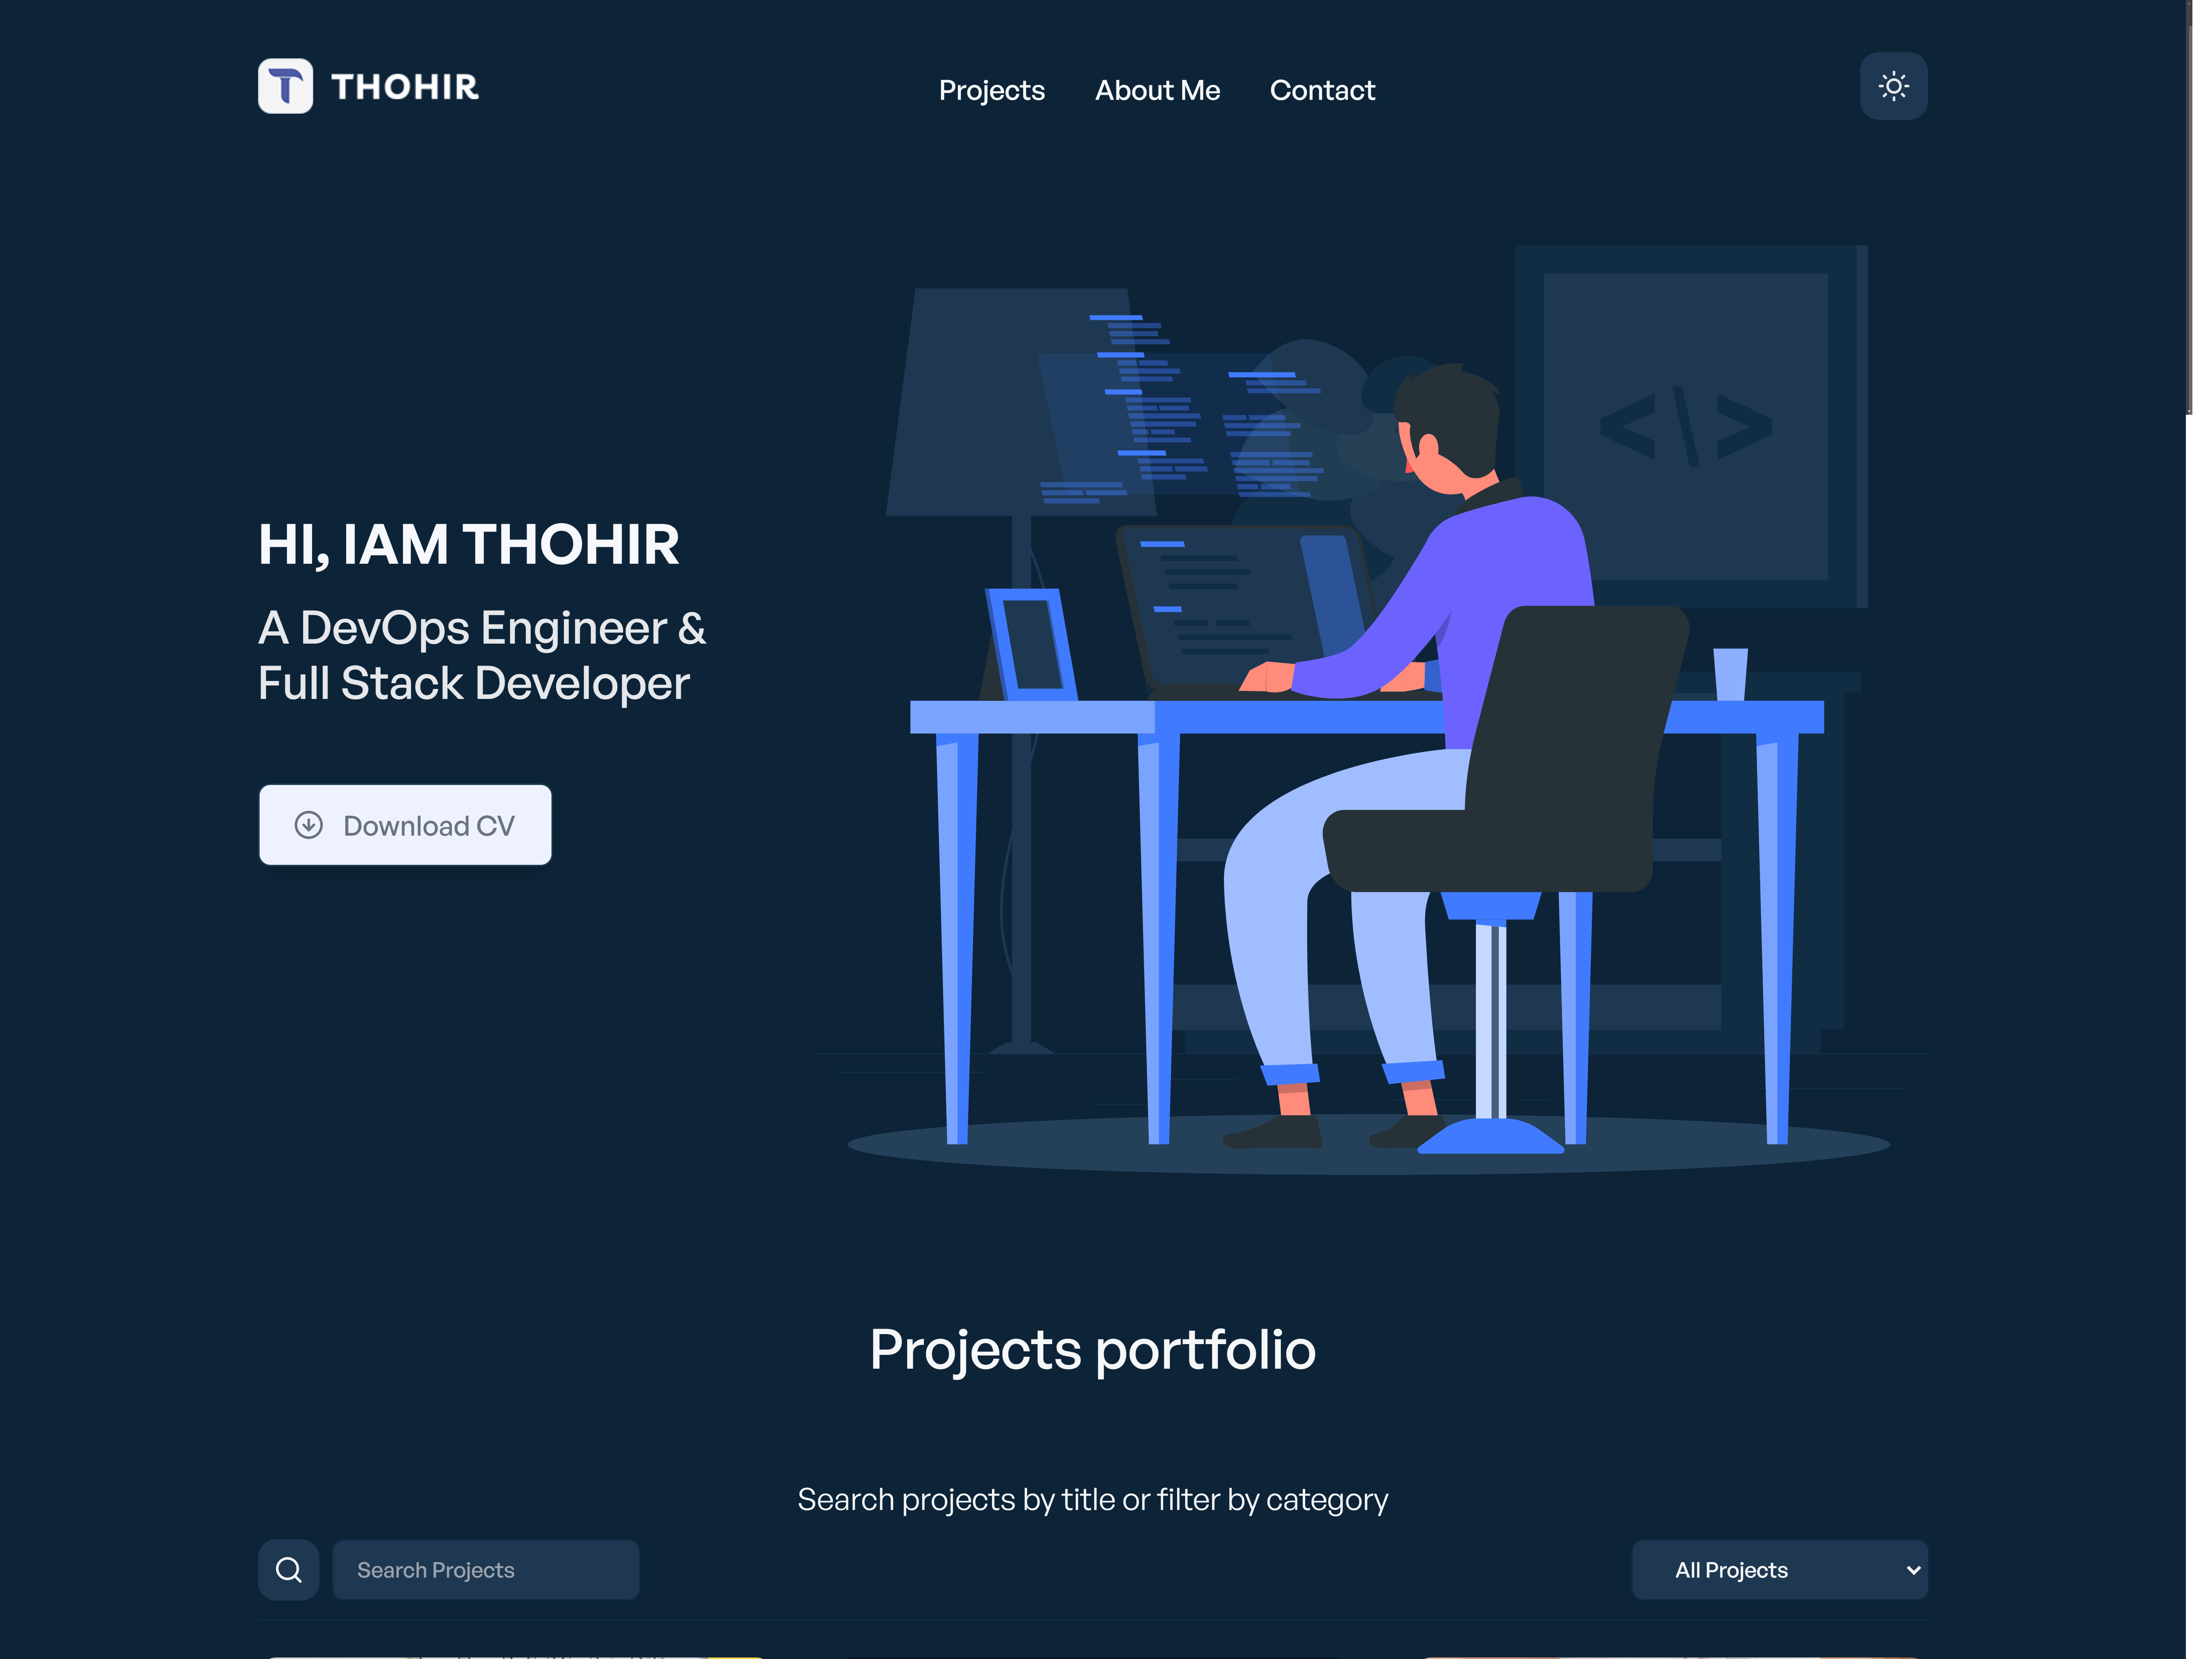 THOHIR
Projects About Me Contact
</>
HI, IAM THOHIR
A DevOps Engineer &
Full Stack Developer
Download CV
Projects portfolio
Search projects by title or filter by category
Search Projects
All Projects